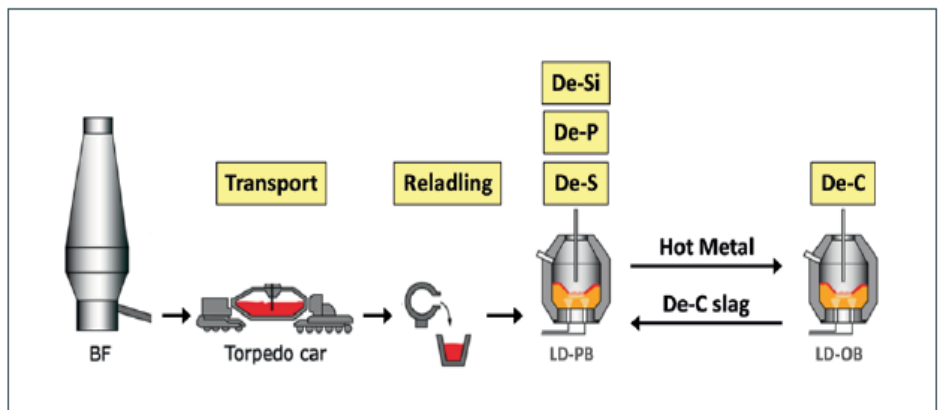 De-Si
De-P
Transport
Reladling
De-S
De-C
Hot Metal
De-C slag
BF
Torpedo car
LD-PB
LD-OB